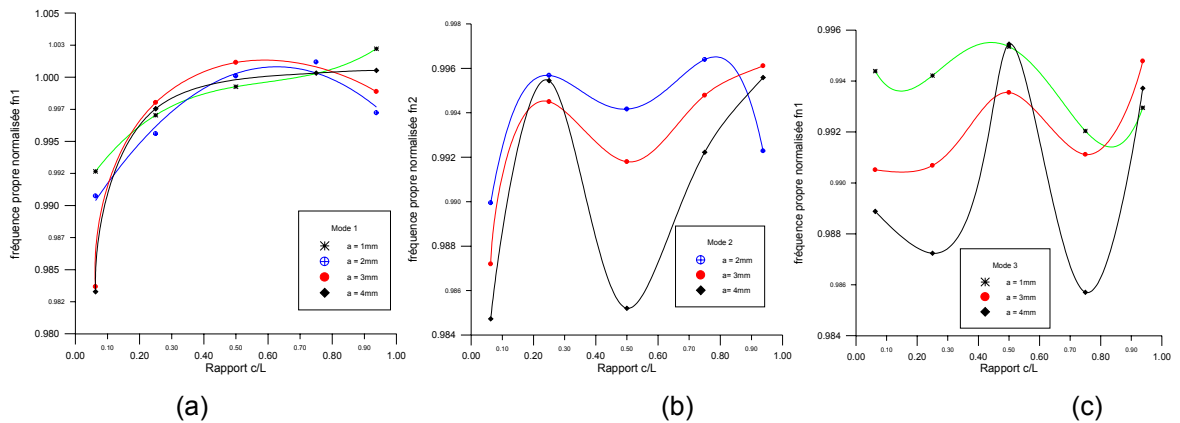 1.005
1.003
1.000
0.997
0.995
0.992
0.990
0.987
0.985
0.982
0.980
fréquence propre normalisée fn1
Mode 1
a = 1mm
a = 2mm
a = 3mm
a = 4mm
0.00 0.10 0.20 0.30 0.40 0.50 0.60 0.70 0.80 0.90 1.00
Rapport c/L
(a)
0.998
0.996
0.994
0.992
0.990
0.988
0.986
0.984
fréquence propre normalisée fn2
Mode 2
a = 2mm
a = 3mm
a= 4mm
0.00 0.10 0.20 0.30 0.40 0.50 0.60 0.70 0.80 0.90 1.00
Rapport c/L
(b)
0.996
0.994
0.992
0.990
0.988
0.986
0.984
fréquence propre normalisée fn1
Mode 3
a = 1mm
a = 3mm
a = 4mm
0.00 0.10 0.20 0.30 0.40 0.50 0.60 0.70 0.80 0.90 1.00
Rapport c/L
(c)